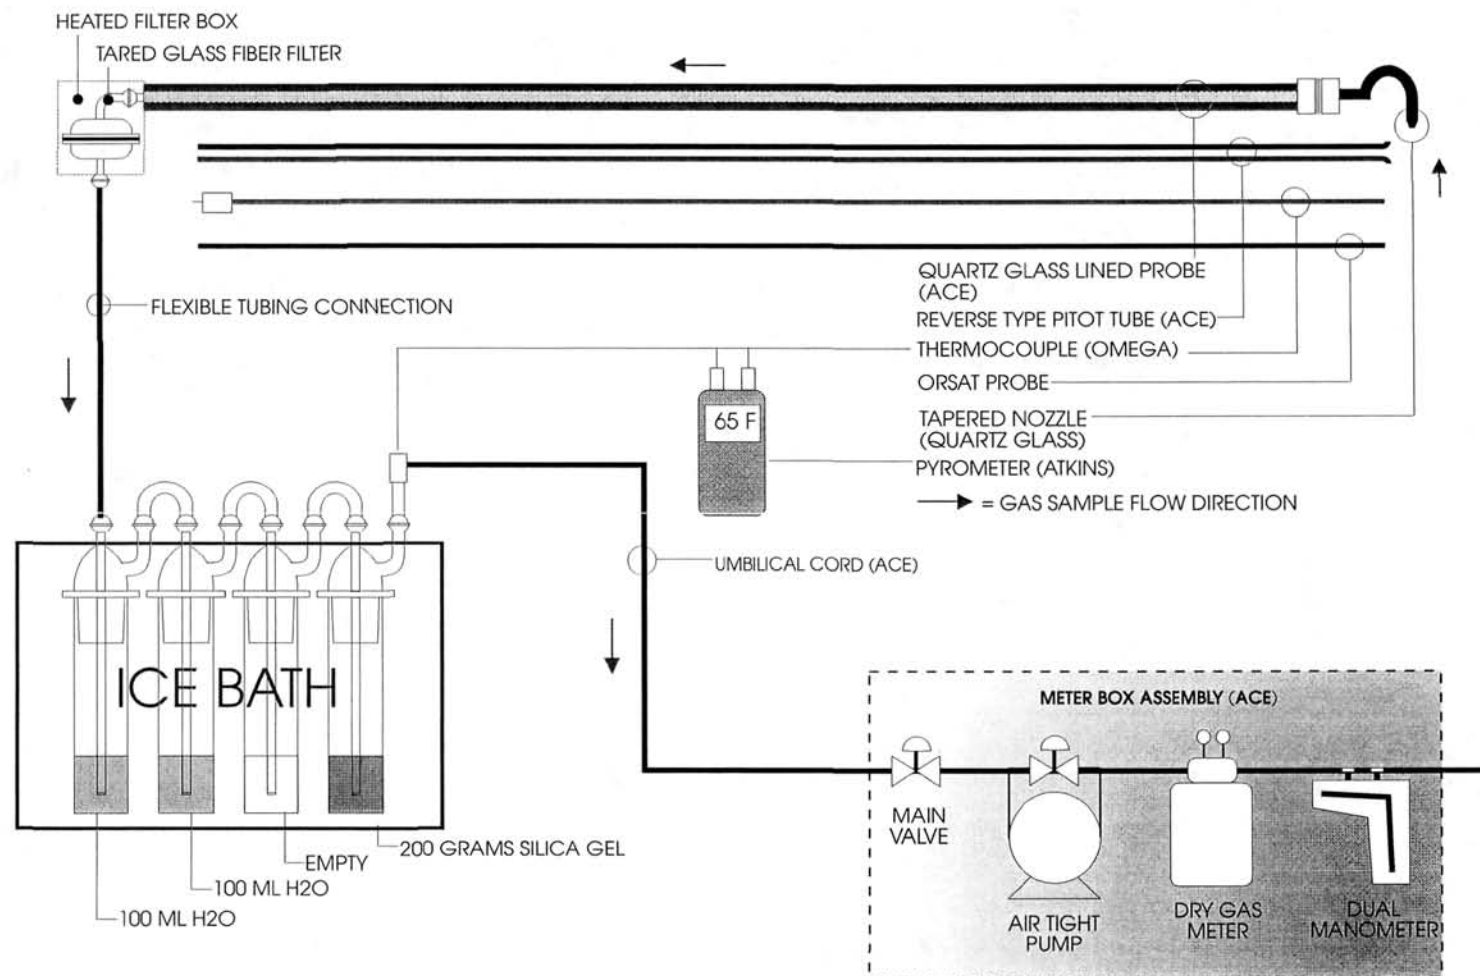 HEATED FILTER BOX
TARED GLASS FIBER FILTER
QUARTZ GLASS LINED PROBE
(ACE)
FLEXIBLE TUBING CONNECTION
REVERSE TYPE PITOT TUBE (ACE)
THERMOCOUPLE (OMEGA)
ORSAT PROBE
65 F
TAPERED NOZZLE
(QUARTZ GLASS)
PYROMETER (ATKINS)
= GAS SAMPLE FLOW DIRECTION
UMBILICAL CORD (ACE)
ICE BATH
METER BOX ASSEMBLY (ACE)
MAIN
VALVE
200 GRAMS SILICA GEL
EMPTY
100 ML H2O
100 ML H2O
AIR TIGHT
PUMP
DRY GAS
METER
DUAL
MANOMETER